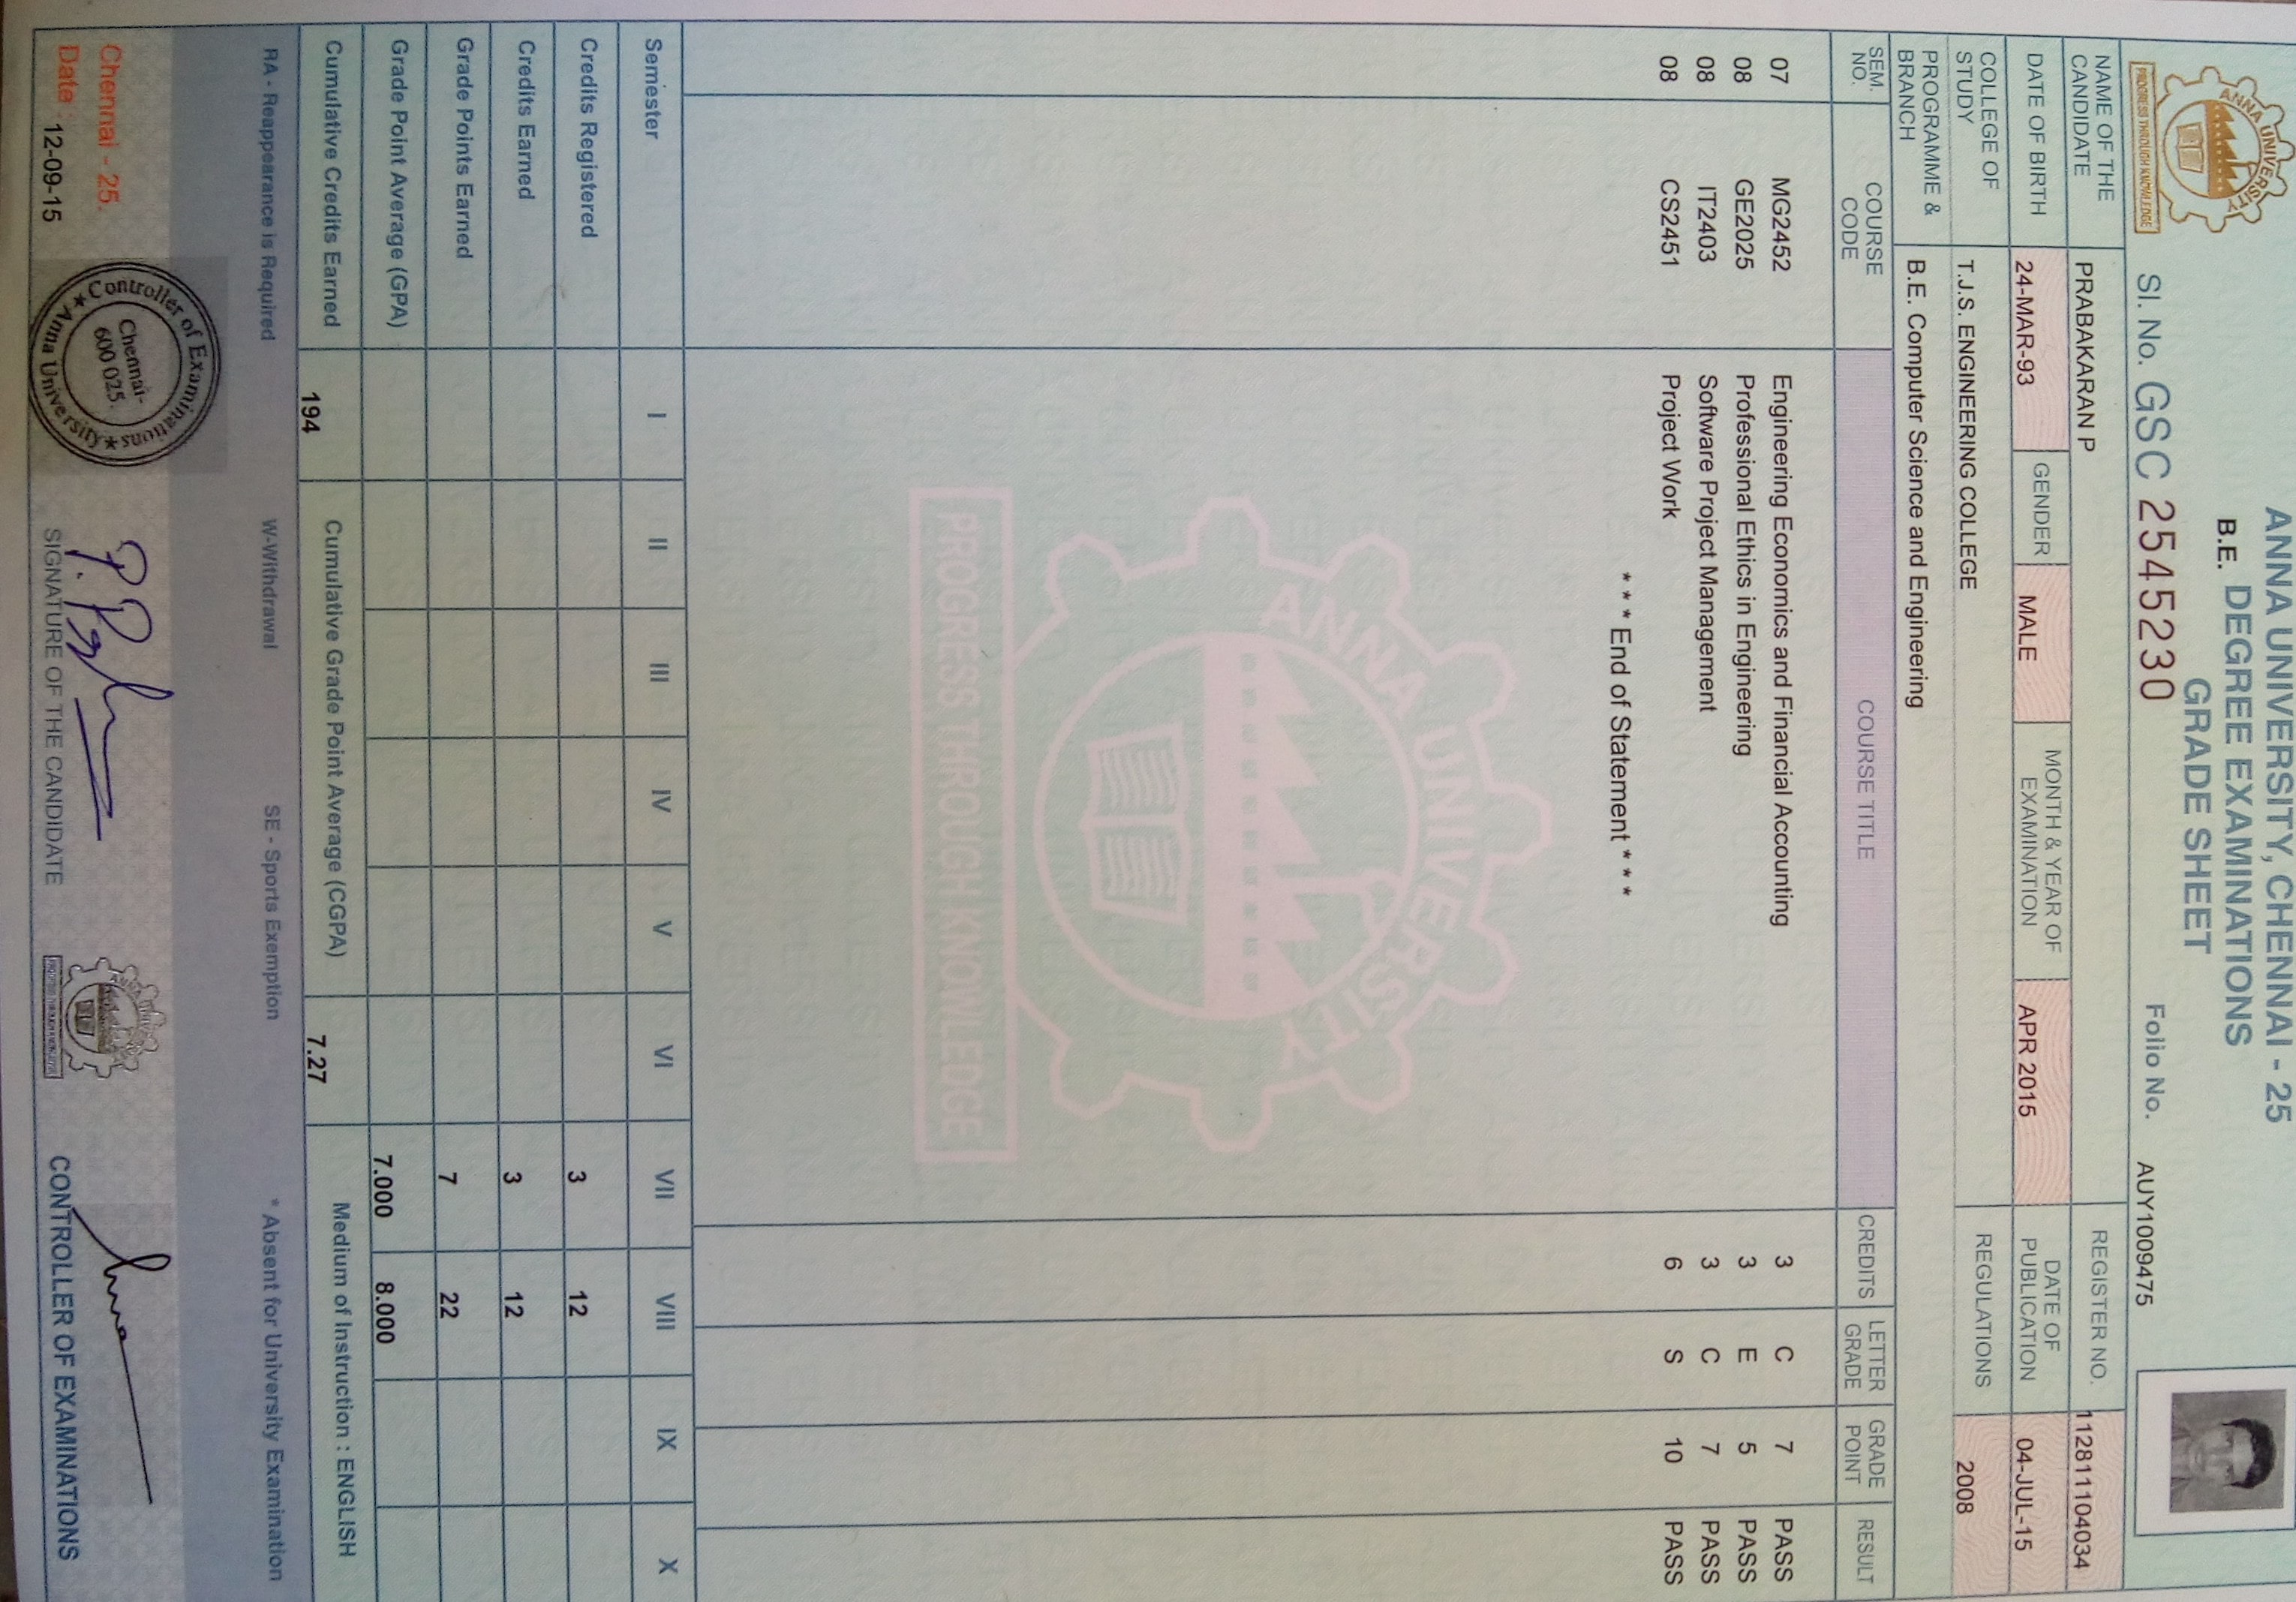 ANNA UNIVERSITY, CHENNAI - 25
B.E. DEGREE EXAMINATIONS
GRADE SHEET
ANNA UNIVERSITY
PROGRESS THROUGH KNOWLEDGE
Sl. No. GSC 25445230
Folio No. AUY1009475
NAME OF THE CANDIDATE PRABAKARAN P REGISTER NO. 112811104034
DATE OF BIRTH 24-MAR-93 GENDER MALE MONTH & YEAR OF EXAMINATION APR 2015 DATE OF PUBLICATION 04-JUL-15
COLLEGE OF STUDY T.J.S. ENGINEERING COLLEGE REGULATIONS 2008
PROGRAMME & BRANCH B.E. Computer Science and Engineering
SEM. NO. COURSE CODE COURSE TITLE CREDITS LETTER GRADE GRADE POINT RESULT
07 MG2452 Engineering Economics and Financial Accounting 3 C 7 PASS
08 GE2025 Professional Ethics in Engineering 3 E 5 PASS
08 IT2403 Software Project Management 3 C 7 PASS
08 CS2451 Project Work 6 S 10 PASS
* * * * End of Statement * * * *
ANNA UNIVERSITY
PROGRESS THROUGH KNOWLEDGE
Semester I II III IV V VI VII VIII IX X
Credits Registered 3 12
Credits Earned 3 12
Grade Points Earned 7 22
Grade Point Average (GPA) 7.000 8.000
Cumulative Credits Earned 194 Cumulative Grade Point Average (CGPA) 7.27 Medium of Instruction : ENGLISH
RA - Reappearance is Required W-Withdrawal SE - Sports Exemption * Absent for University Examination
Chennai - 25.
Date : 12-09-15
Controller of Examinations
Anna University
Chennai-
600 025.
SIGNATURE OF THE CANDIDATE
CONTROLLER OF EXAMINATIONS